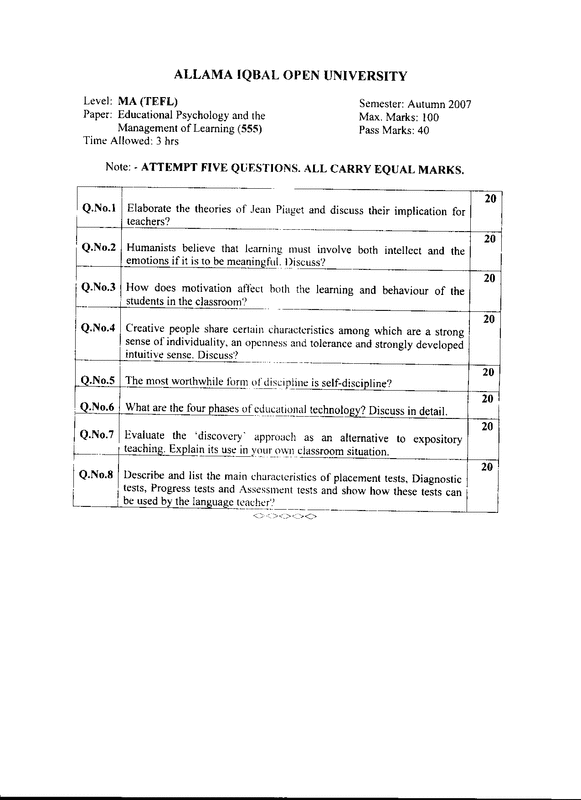 ALLAMA IQBAL OPEN UNIVERSITY
Level: MA (TEFL)
Semester: Autumn 2007
Paper: Educational Psychology and the
Max. Marks: 100
Management of Learning (555)
Pass Marks: 40
Time Allowed: 3 hrs
Note: - ATTEMPT FIVE QUESTIONS. ALL CARRY EQUAL MARKS.
20
Q.No.1 Elaborate the theories of Jean Piaget and discuss their implication for
teachers?
20
Q.No.2 Humanists believe that learning must involve both intellect and the
emotions if it is to be meaningful. Discuss?
20
Q.No.3 How does motivation affect both the learning and behaviour of the
students in the classroom?
20
Q.No.4 Creative people share certain characteristics among which are a strong
sense of individuality, an openness and tolerance and strongly developed
intuitive sense. Discuss?
20
Q.No.5 The most worthwhile form of discipline is self-discipline?
20
Q.No.6 What are the four phases of educational technology? Discuss in detail.
20
Q.No.7 Evaluate the 'discovery' approach as an alternative to expository
teaching. Explain its use in your own classroom situation.
20
Q.No.8 Describe and list the main characteristics of placement tests, Diagnostic
tests, Progress tests and Assessment tests and show how these tests can
be used by the language teacher?